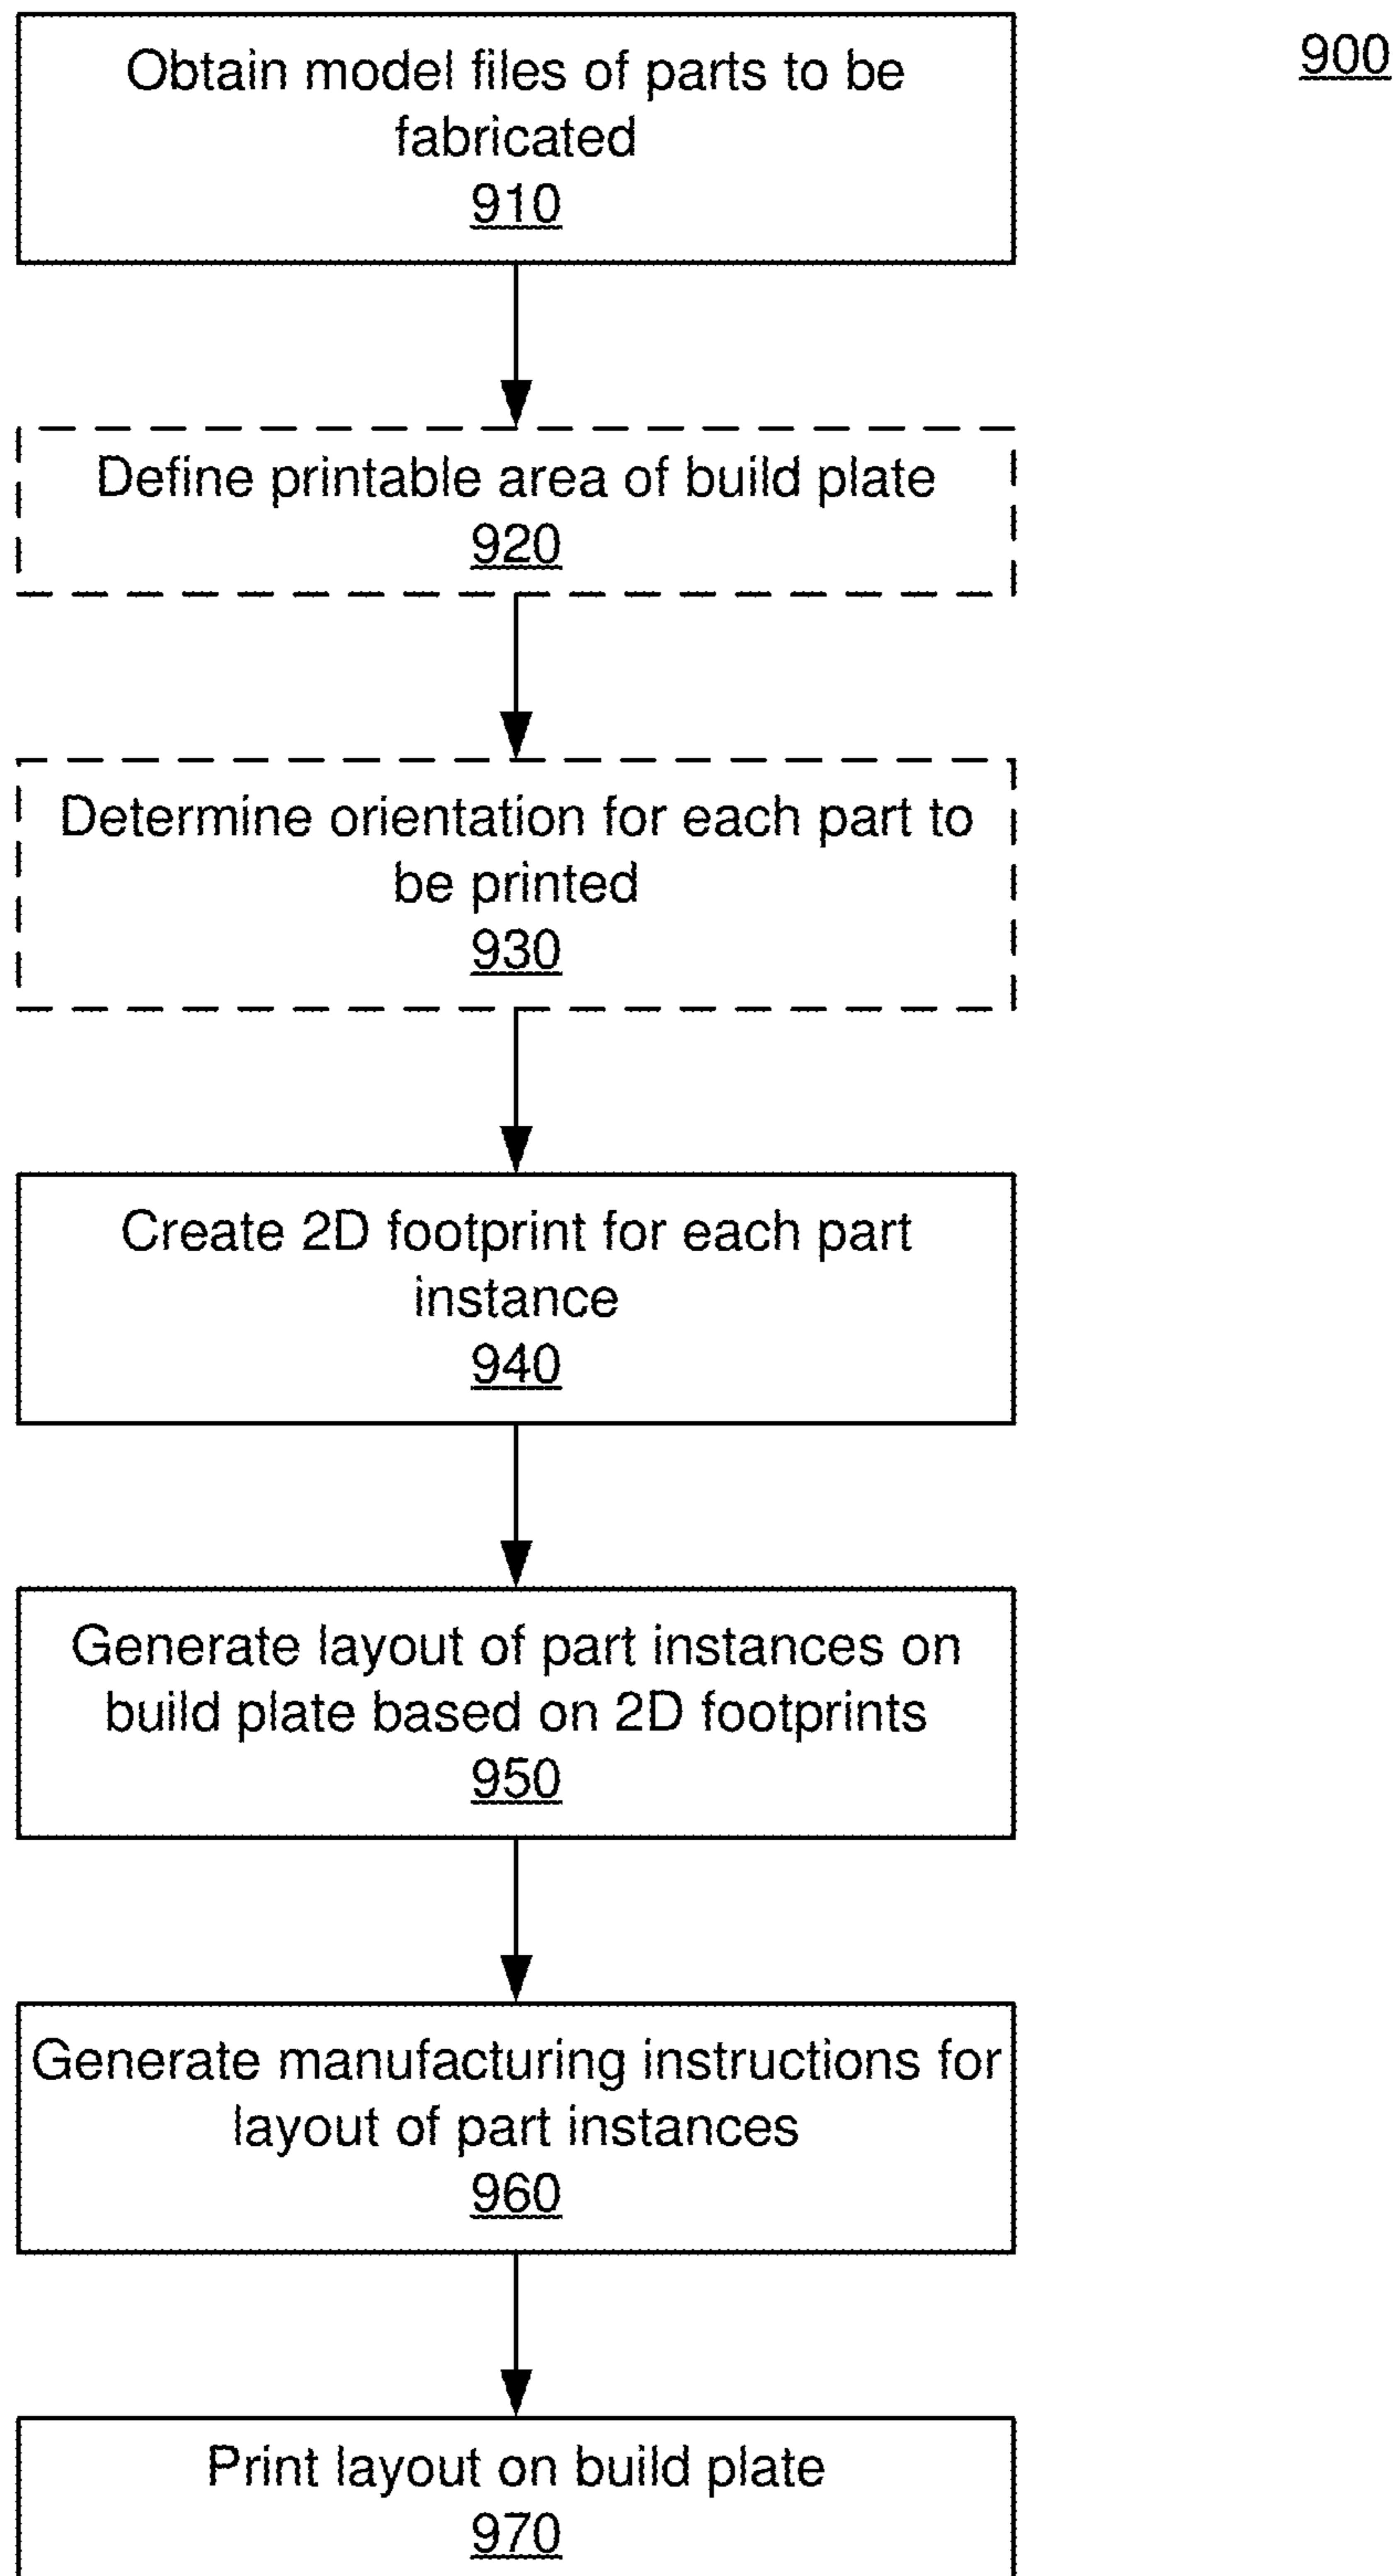 900
Obtain model files of parts to be
fabricated
910
Define printable area of build plate
920
Determine orientation for each part to
be printed
930
Create 2D footprint for each part
instance
940
Generate layout of part instances on
build plate based on 2D footprints
950
Generate manufacturing instructions for
layout of part instances
960
Print layout on build plate
970